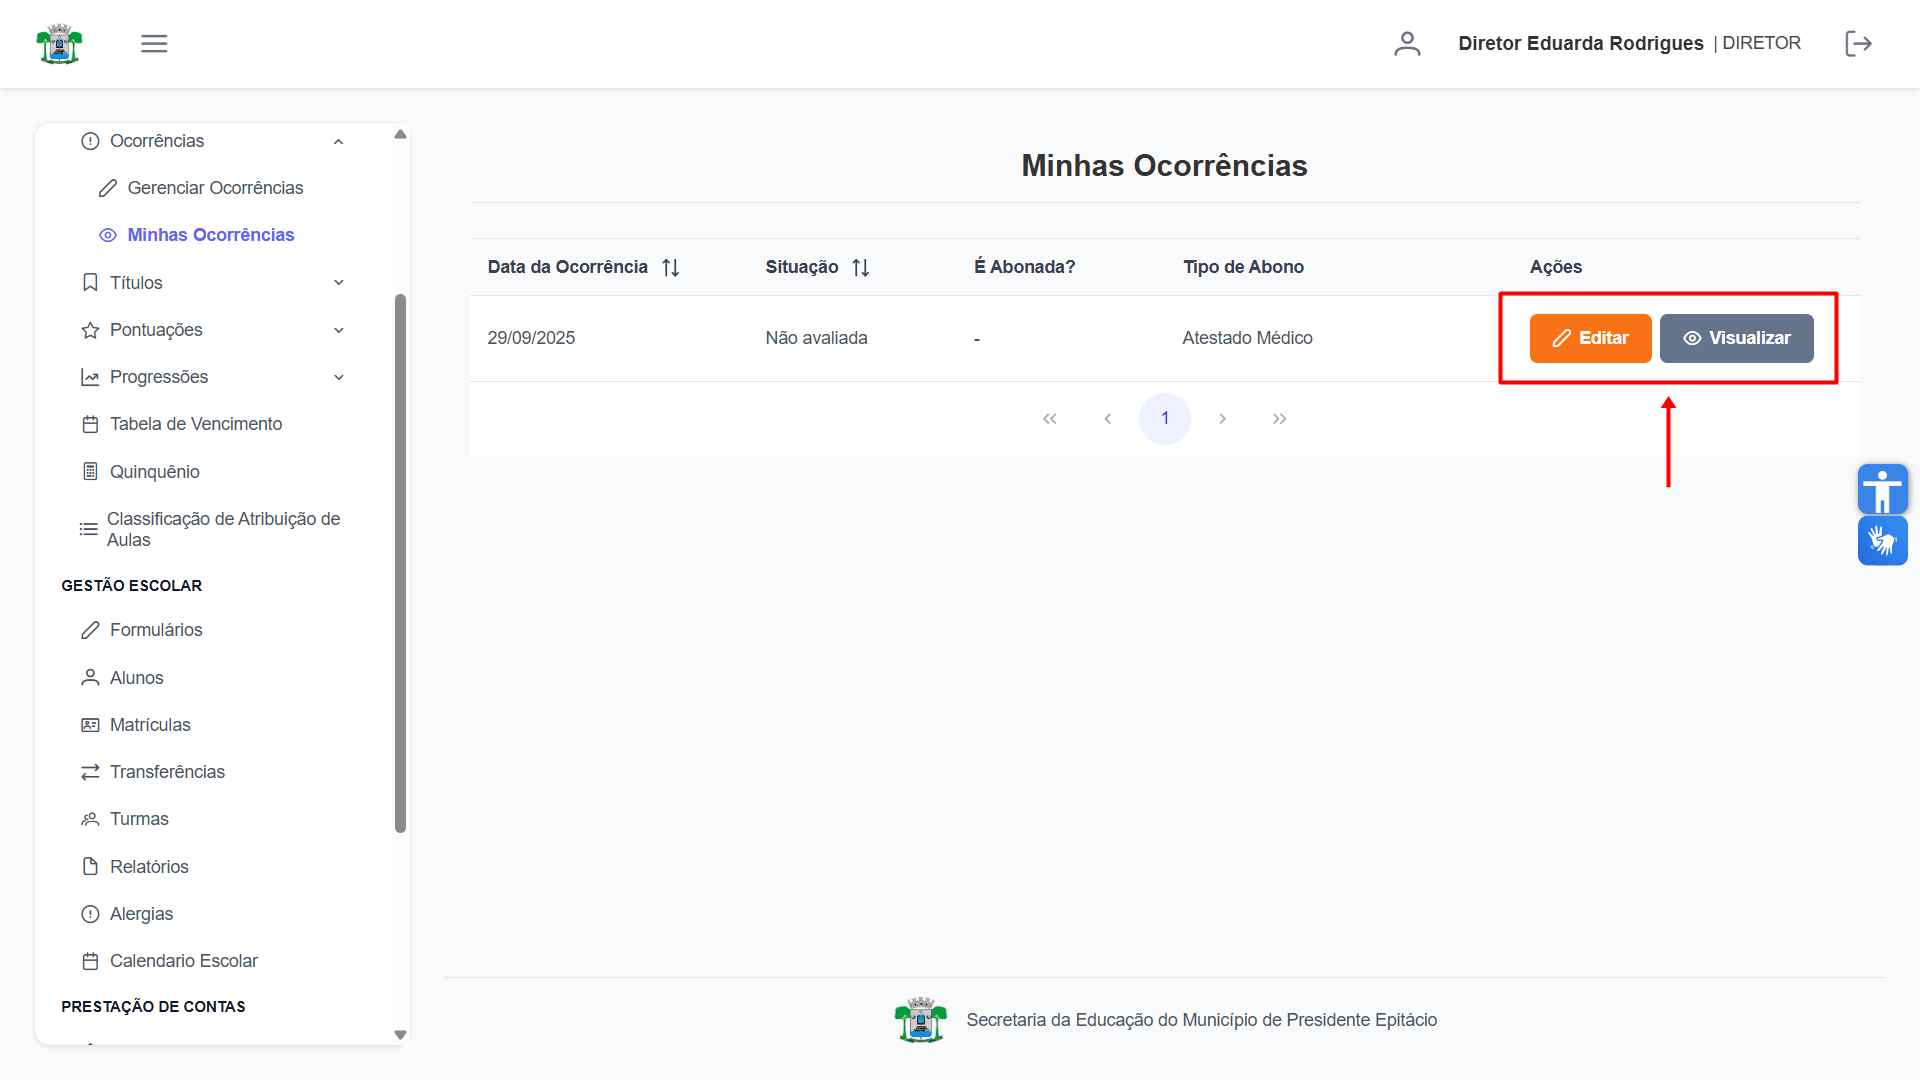 Diretor Eduarda Rodrigues | DIRETOR
Ocorrências
Gerenciar Ocorrências
Minhas Ocorrências
Títulos
Pontuações
Progressões
Tabela de Vencimento
Quinquênio
Classificação de Atribuição de
Aulas
GESTÃO ESCOLAR
Formulários
Alunos
Matrículas
Transferências
Turmas
Relatórios
Alergias
Calendario Escolar
PRESTAÇÃO DE CONTAS
Minhas Ocorrências
Data da Ocorrência Situação É Abonada? Tipo de Abono Ações
29/09/2025 Não avaliada - Atestado Médico Editar Visualizar
1
Secretaria da Educação do Município de Presidente Epitácio